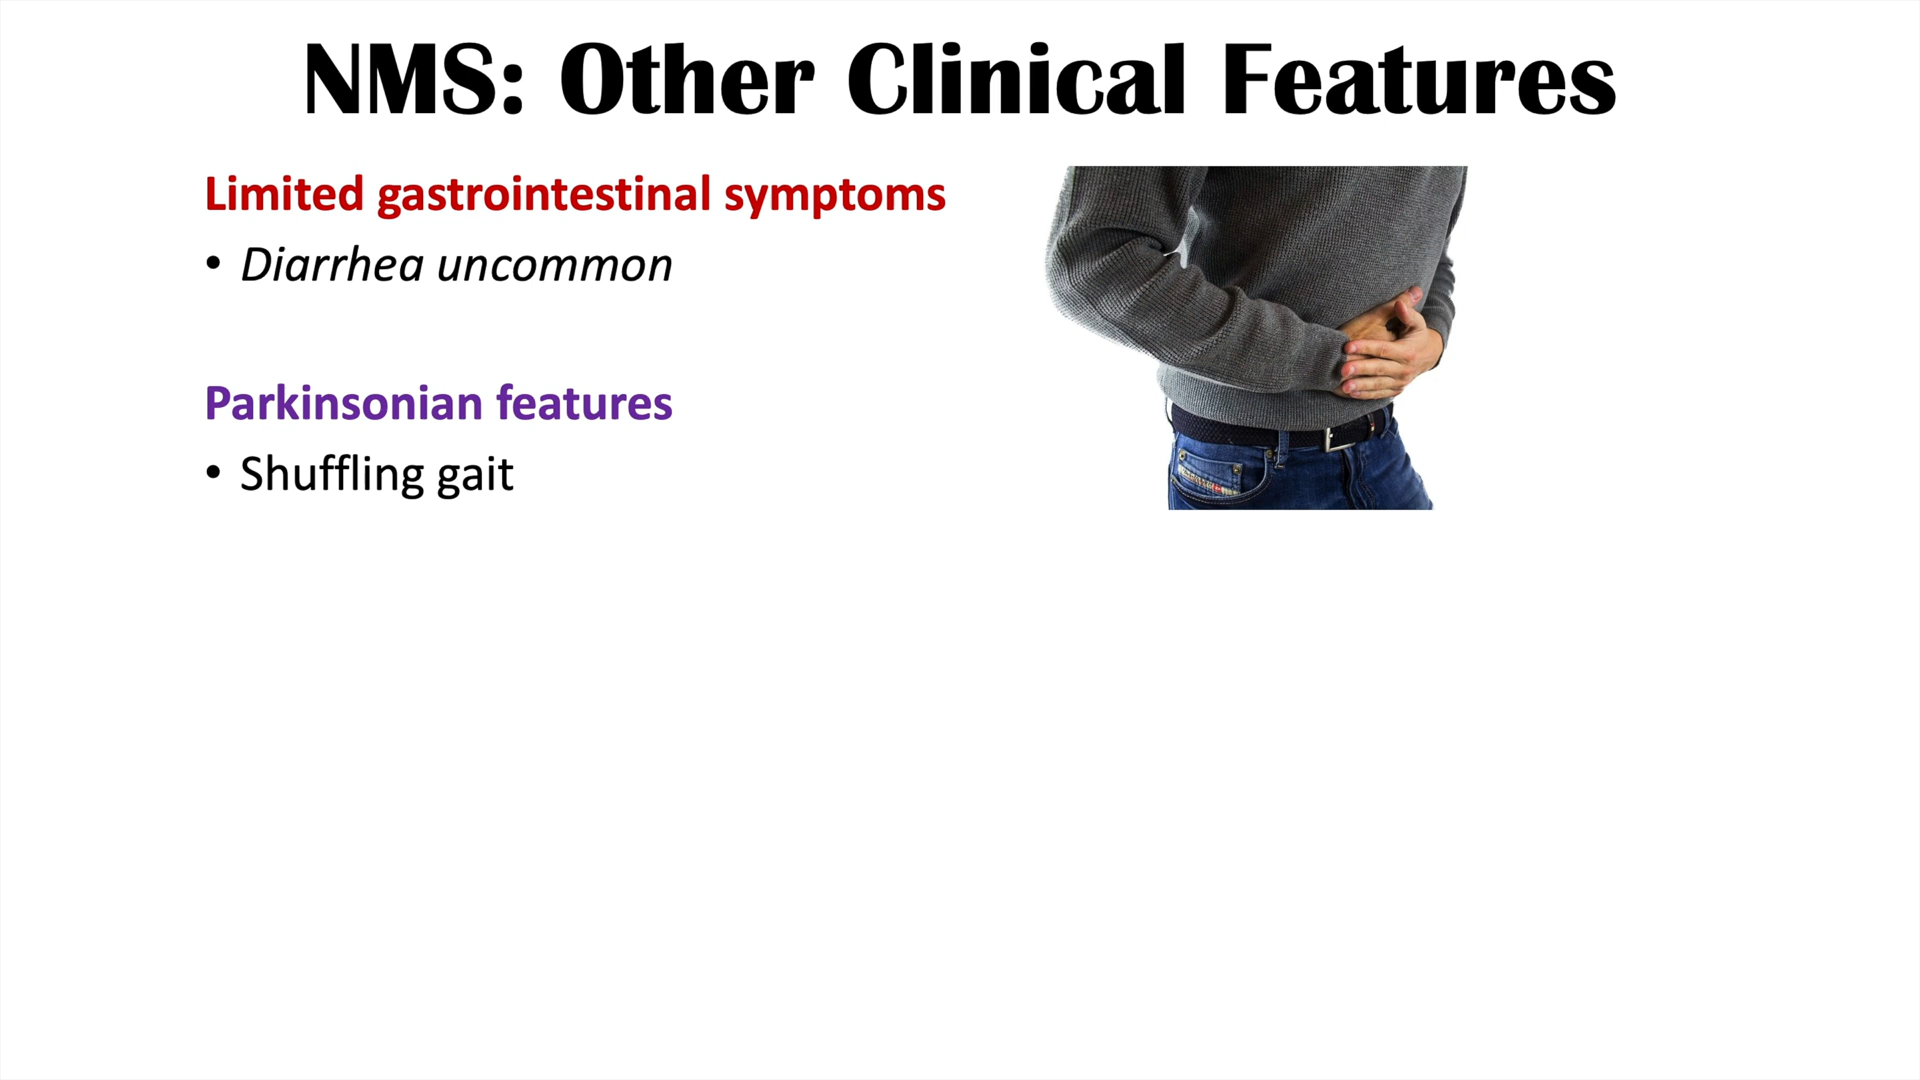 NMS: Other Clinical Features
Limited gastrointestinal symptoms
• Diarrhea uncommon
Parkinsonian features
• Shuffling gait